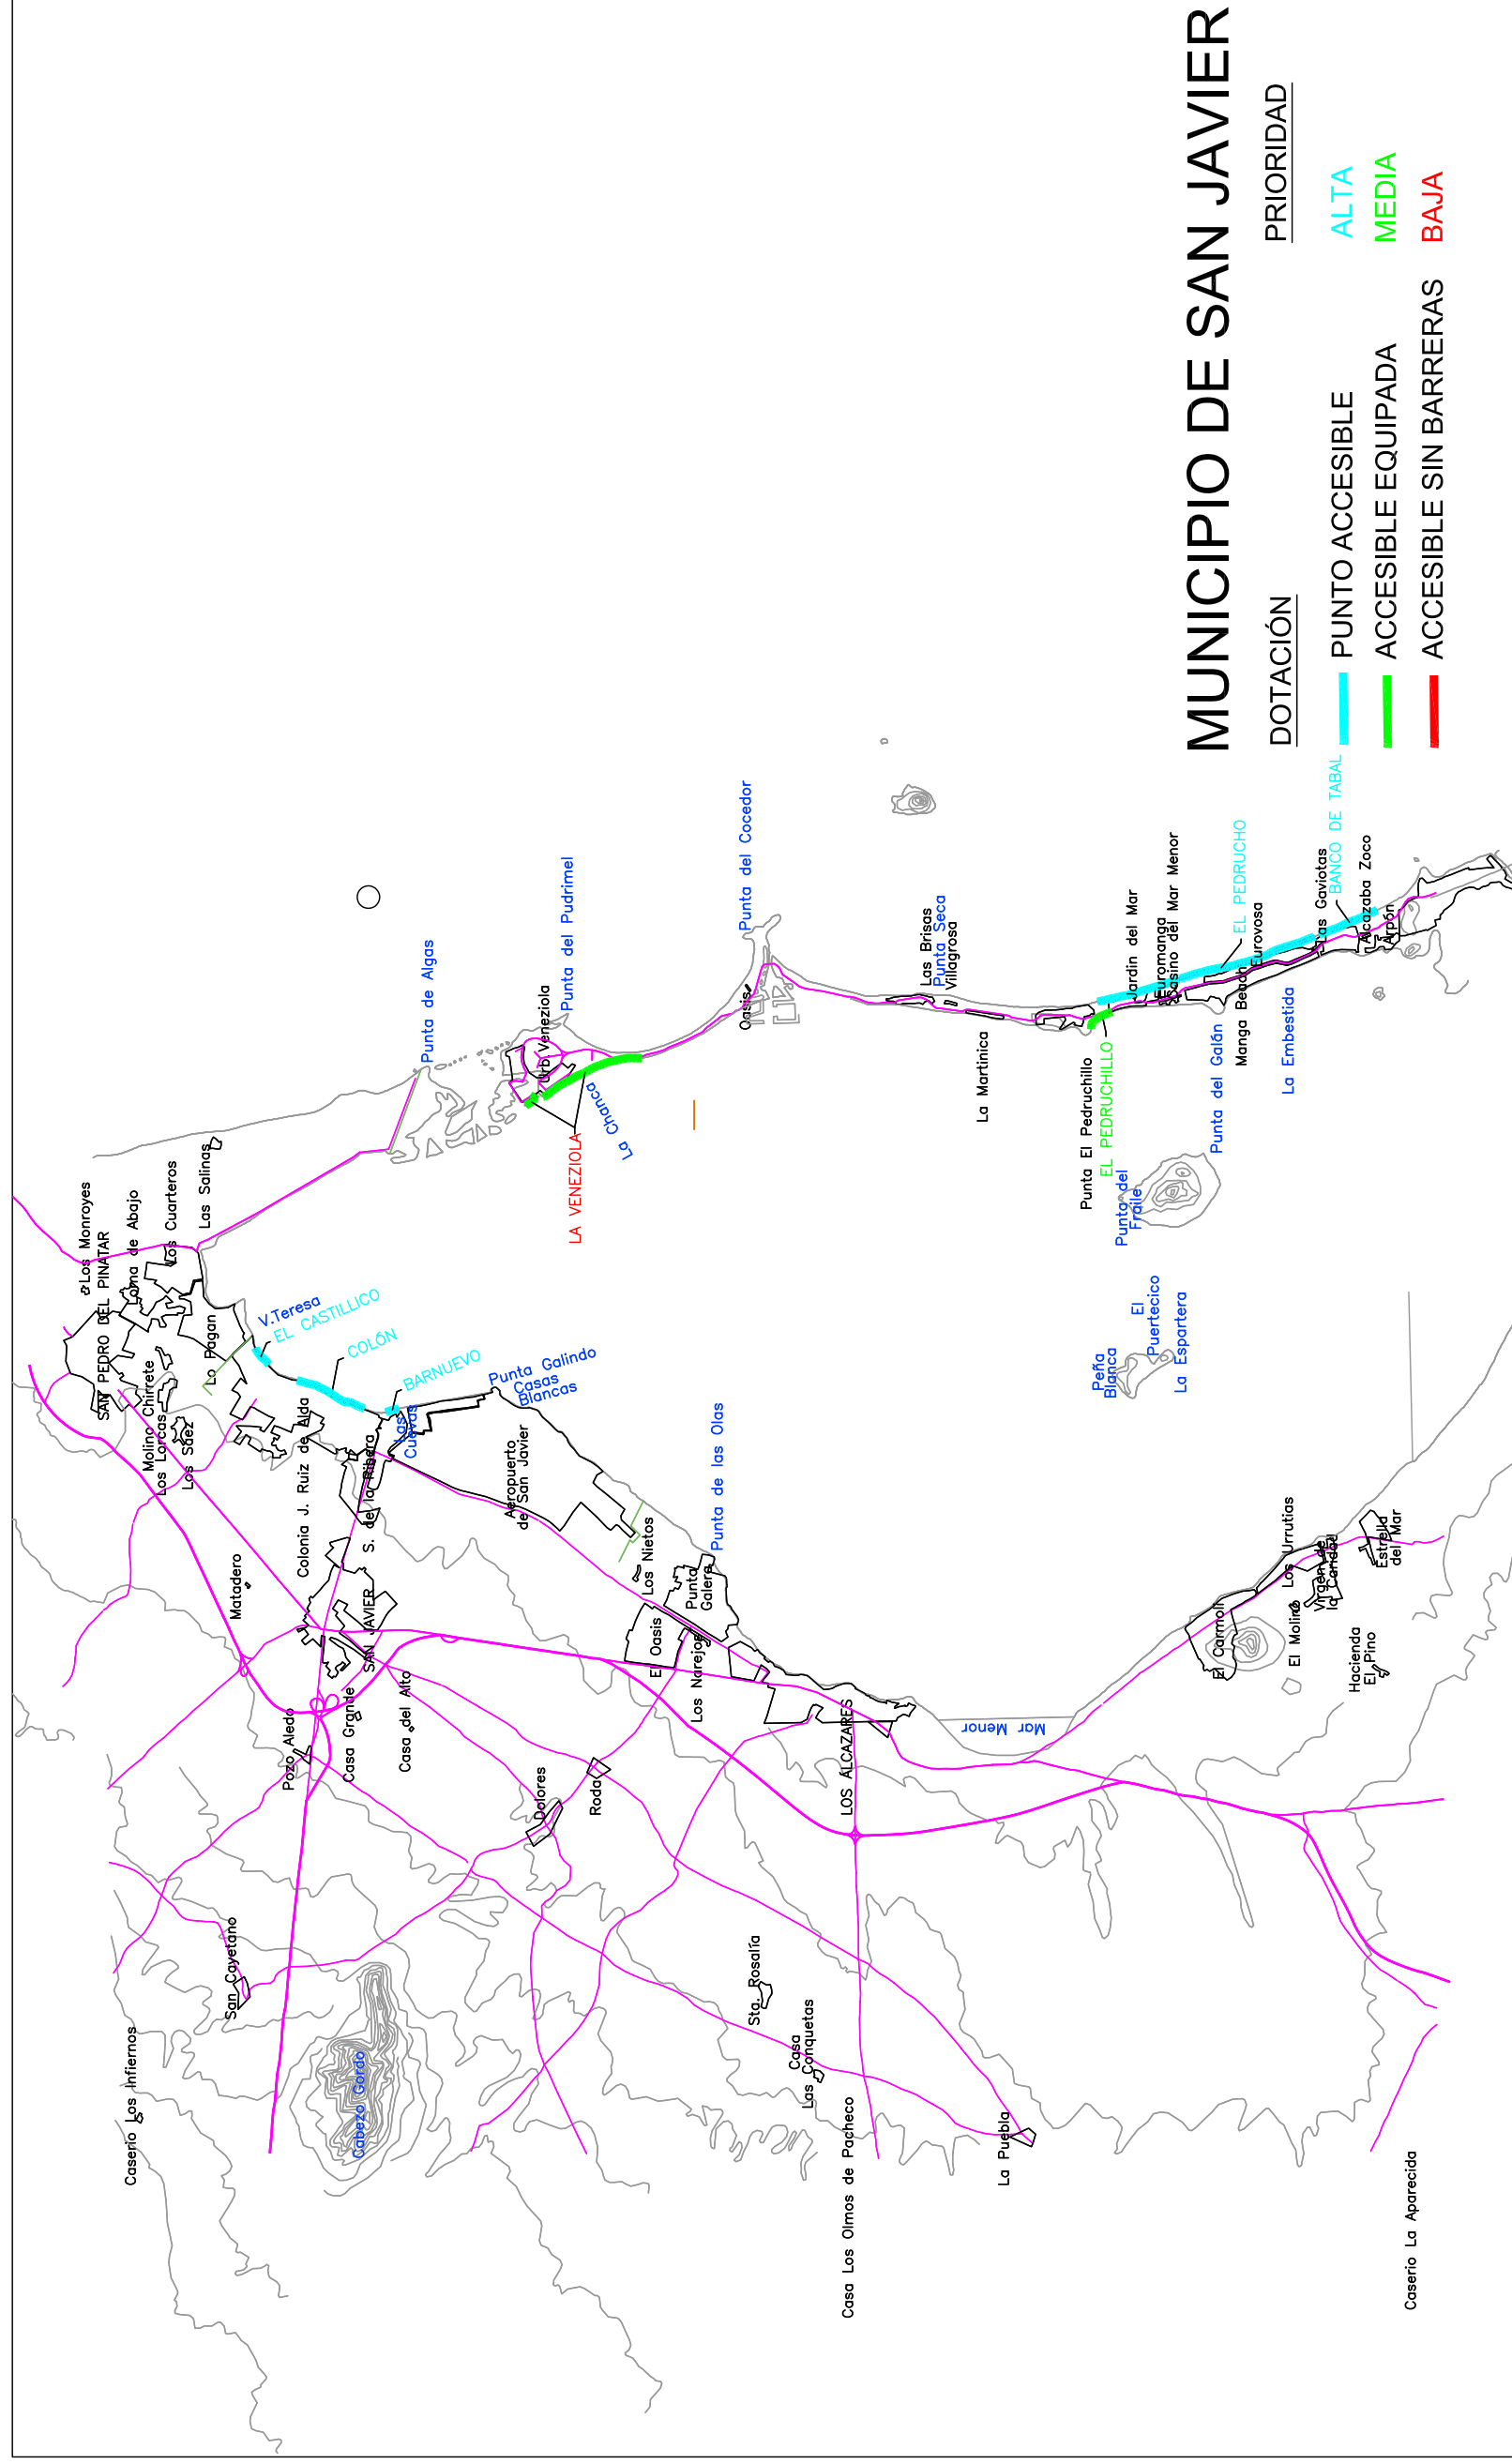 MUNICIPIO DE SAN JAVIER
DOTACIÓN
PRIORIDAD
PUNTO ACCESIBLE
ALTA
ACCESIBLE EQUIPADA
MEDIA
ACCESIBLE SIN BARRERAS
BAJA
Los Monroyes
SAN PEDRO DEL PINATAR
Loma de Abajo
Los Cuarteros
Las Salinas
Lo Pagan
Molino Chirrete
Los Lorcas
Los Sáez
Matadero
V.Teresa
EL CASTILLICO
COLÓN
BARNUEVO
Punta Galindo
Casas
Blancas
Las
Cuevas
Colonia J. Ruiz de Alda
S. de la Ribera
SAN JAVIER
Aeropuerto
de San Javier
Pozo Aledo
Casa Grande
Casa del Alto
Dolores
Roda
San Cayetano
Caserio Los Infiernos
Cabezo Gordo
Los Nietos
Punta
Galera
El Oasis
Los Narejos
Punta de las Olas
LOS ÁLCAZARES
Mar Menor
Sta. Rosalía
Casa
Las Conquetas
Casa Los Olmos de Pacheco
La Puebla
Caserio La Aparecida
El Carmolí
El Molino
Los Urrutias
Virgen de
la Caridad
Estrella
del Mar
Hacienda
El Pino
Punta de Algas
Punta del Pudrimel
Urb.Veneziola
La Chanca
LA VENEZIOLA
Punta del Cocedor
Oasis
Las Brisas
Punta Seca
Villagrosa
La Martinica
Punta El Pedruchillo
EL PEDRUCHILLO
Punta del
Fraile
Jardin del Mar
Euromanga
Casino del Mar Menor
Punta del Galán
EL PEDRUCHO
Manga Beach
Eurovosa
La Embestida
Las Gaviotas
BANCO DE TABAL
Alcazaba Zoco
Arpón
El
Puertecico
Peña
Blanca
La Espartera